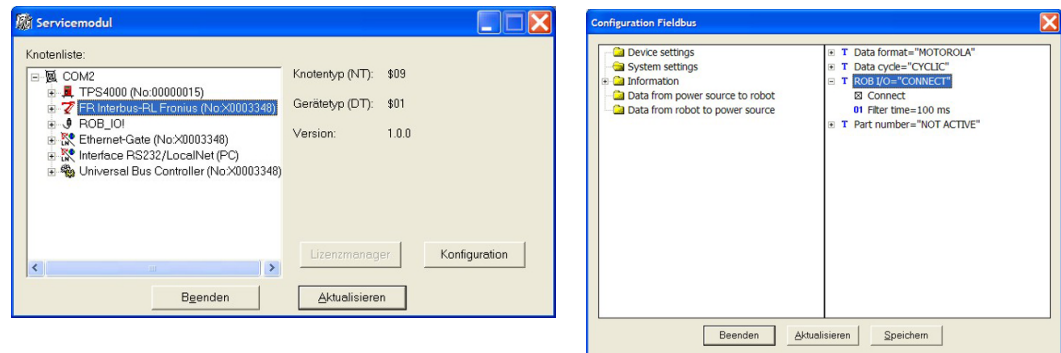 Servicemodul
Knotenliste:
COM2
TPS4000 (No:00000015)
FR Interbus-RL Fronius (No:X0003348)
ROB_IO!
Ethernet-Gate (No:X0003348)
Interface RS232/LocalNet (PC)
Universal Bus Controller (No:X0003348)
Knotentyp (NT): $09
Gerätetyp (DT): $01
Version: 1.0.0
Lizenzmanager
Konfiguration
Beenden
Aktualisieren
Configuration Fieldbus
Device settings
System settings
Information
Data from power source to robot
Data from robot to power source
T Data format="MOTOROLA"
T Data cycle="CYCLIC"
T ROB I/O="CONNECT"
Connect
01 Filter time=100 ms
T Part number="NOT ACTIVE"
Beenden
Aktualisieren
Speichern